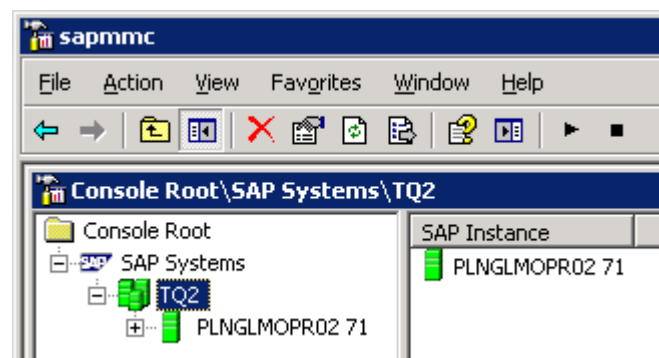 sapmmc
File Action View Favorites Window Help
Console Root\SAP Systems\TQ2
Console Root
SAP SAP Systems
TQ2
PLNGLMOPR02 71
SAP Instance
PLNGLMOPR02 71